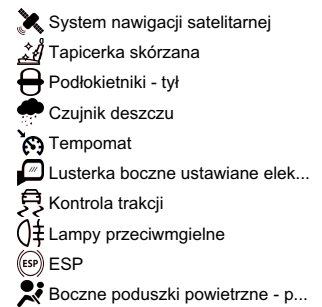 System nawigacji satelitarnej
Tapicerka skórzana
Podłokietniki - tył
Czujnik deszczu
Tempomat
Lusterka boczne ustawiane elek...
Kontrola trakcji
Lampy przeciwmgielne
ESP ESP
Boczne poduszki powietrzne - p...